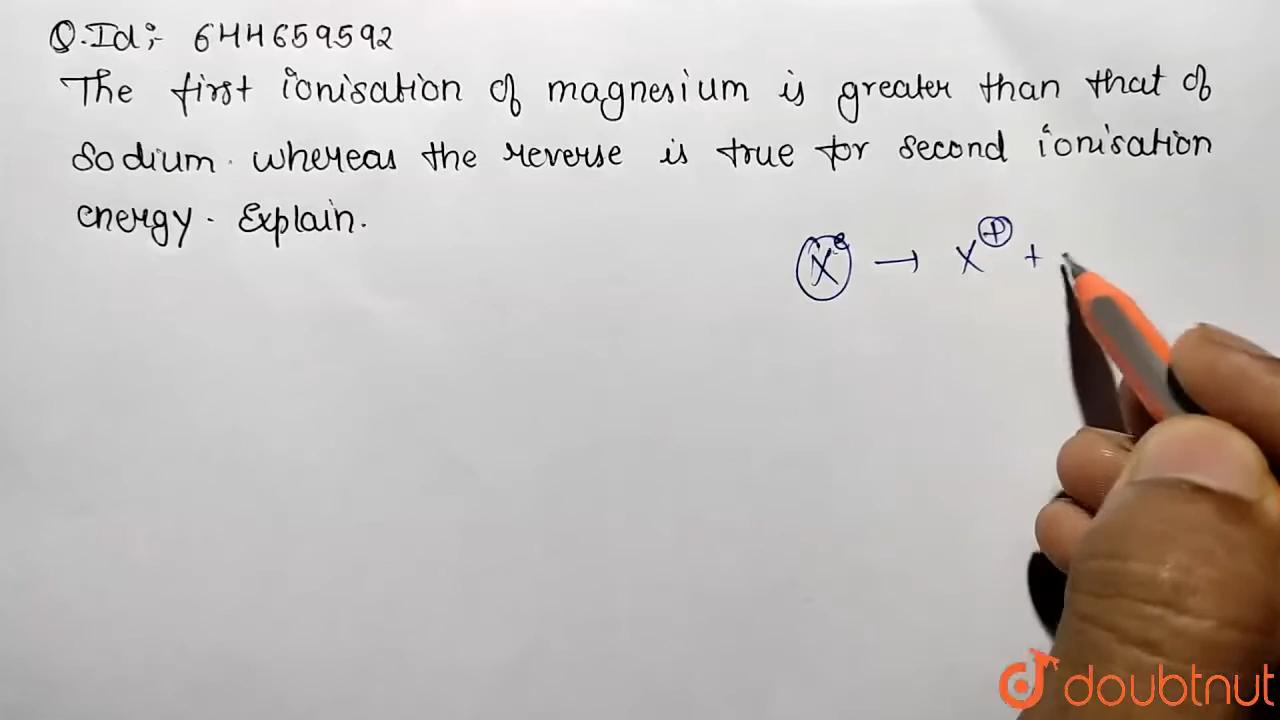 Q.Id:- 644659592
The first ionisation of magnesium is greater than that of
sodium. whereas the reverse is true for second ionisation
energy. Explain.
X → X⊕ +
doubtnut